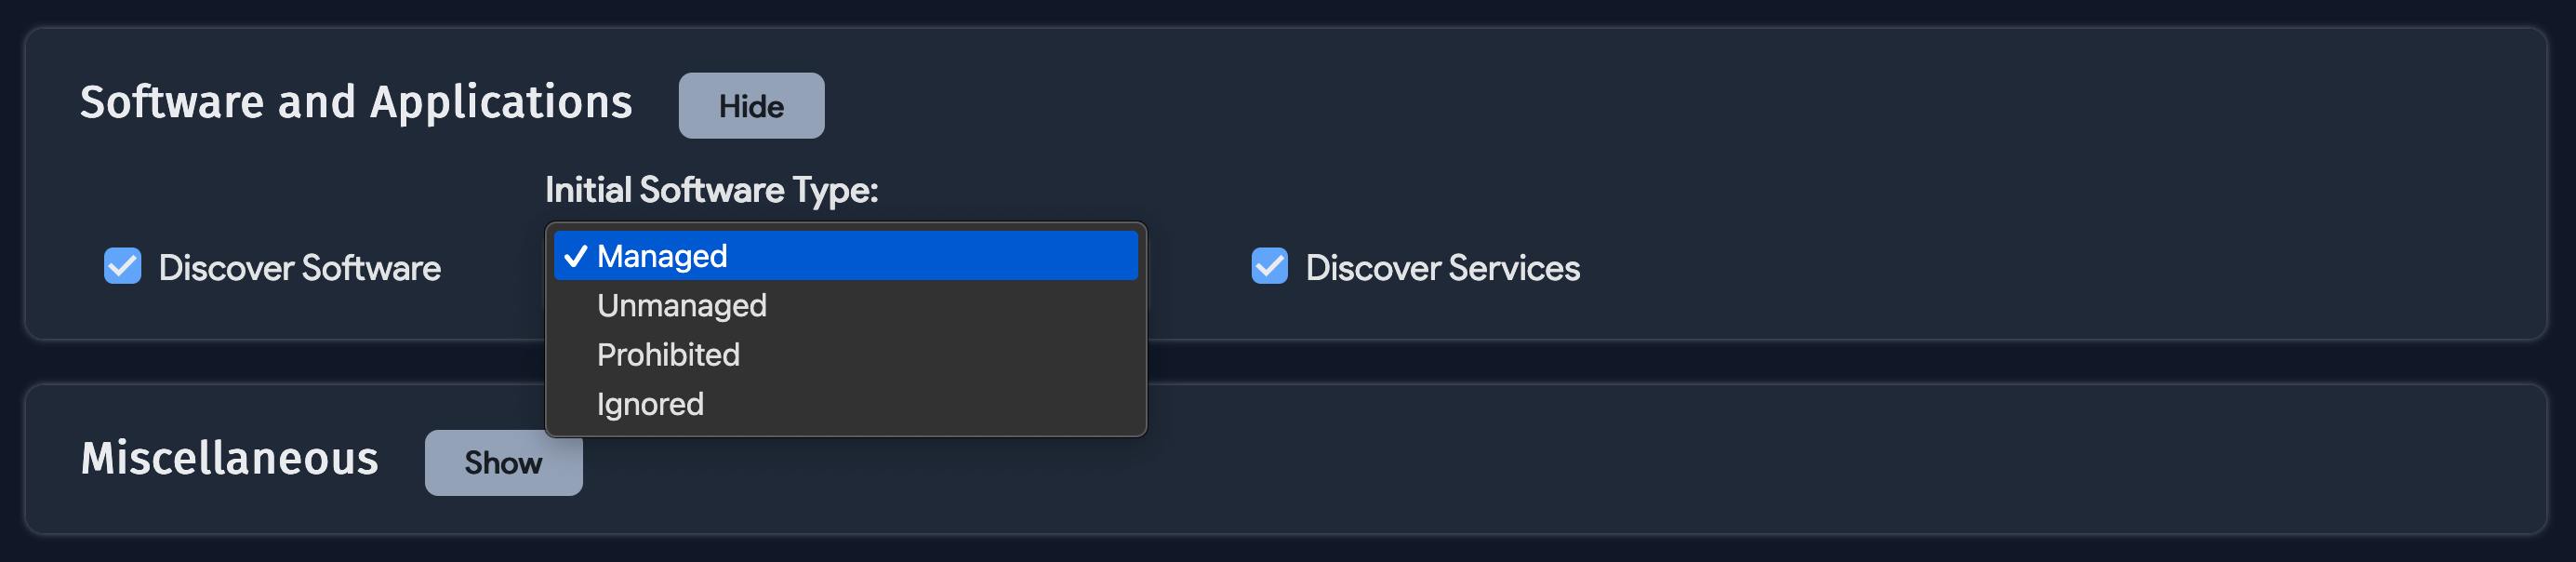 Software and Applications Hide
Initial Software Type:
Discover Software
Managed
Unmanaged
Prohibited
Ignored
Discover Services
Miscellaneous Show